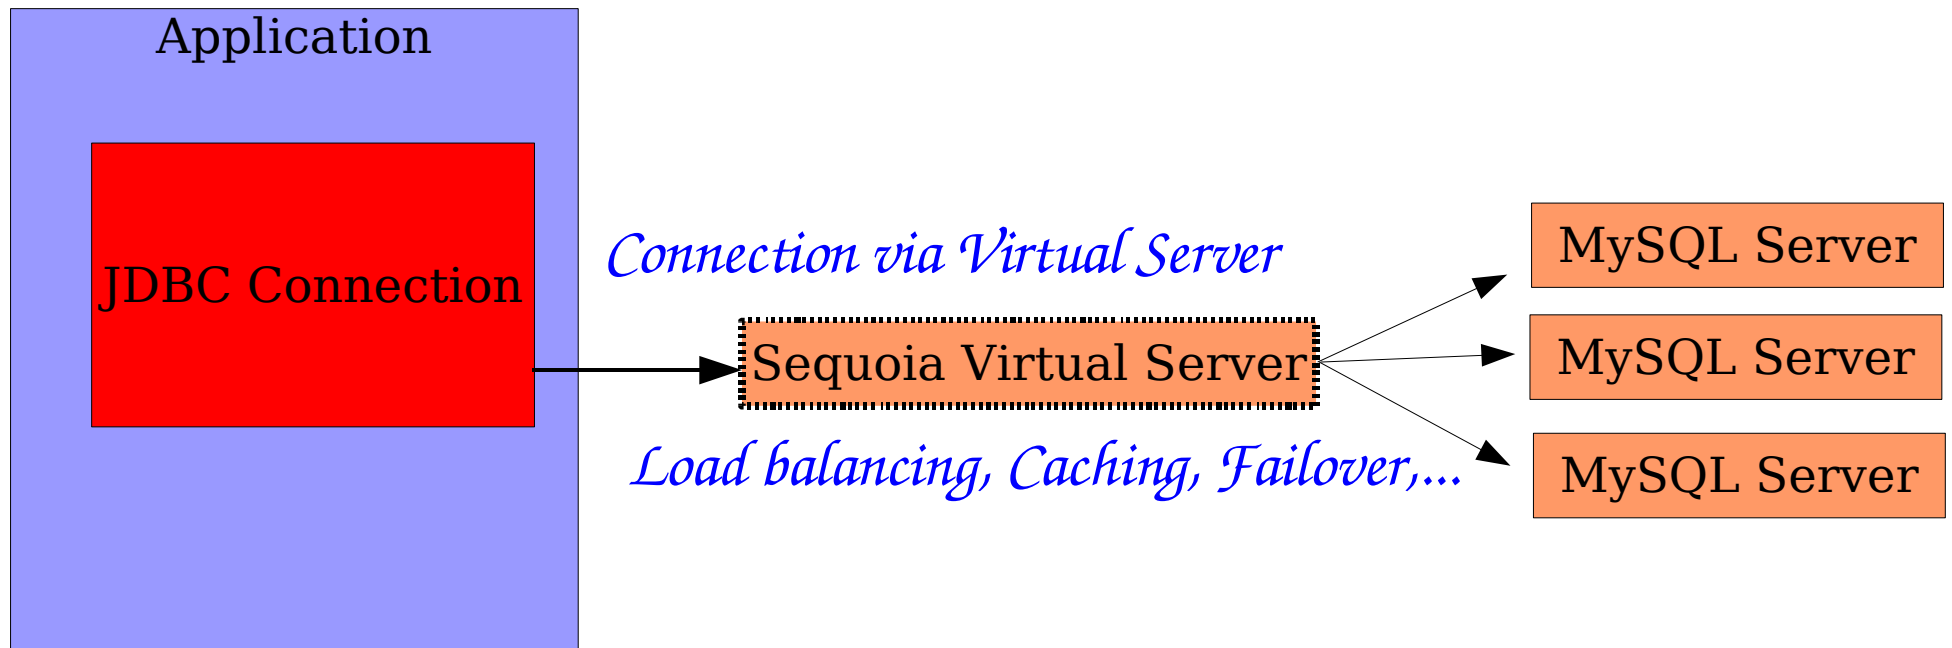 Application
JDBC Connection
Connection via Virtual Server
Sequoia Virtual Server
Load balancing, Caching, Failover,...
MySQL Server
MySQL Server
MySQL Server